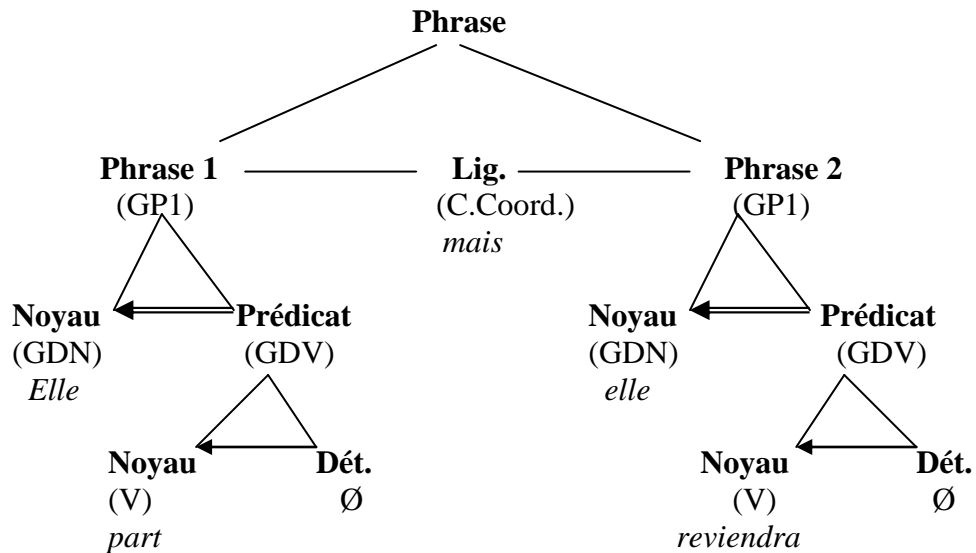 Phrase
Phrase 1 Lig. Phrase 2
(GP1) (C.Coord.) (GP1)
mais
Noyau Prédicat Noyau Prédicat
(GDN) (GDV) (GDN) (GDV)
Elle elle
Noyau Dét. Noyau Dét.
(V) Ø (V) Ø
part reviendra